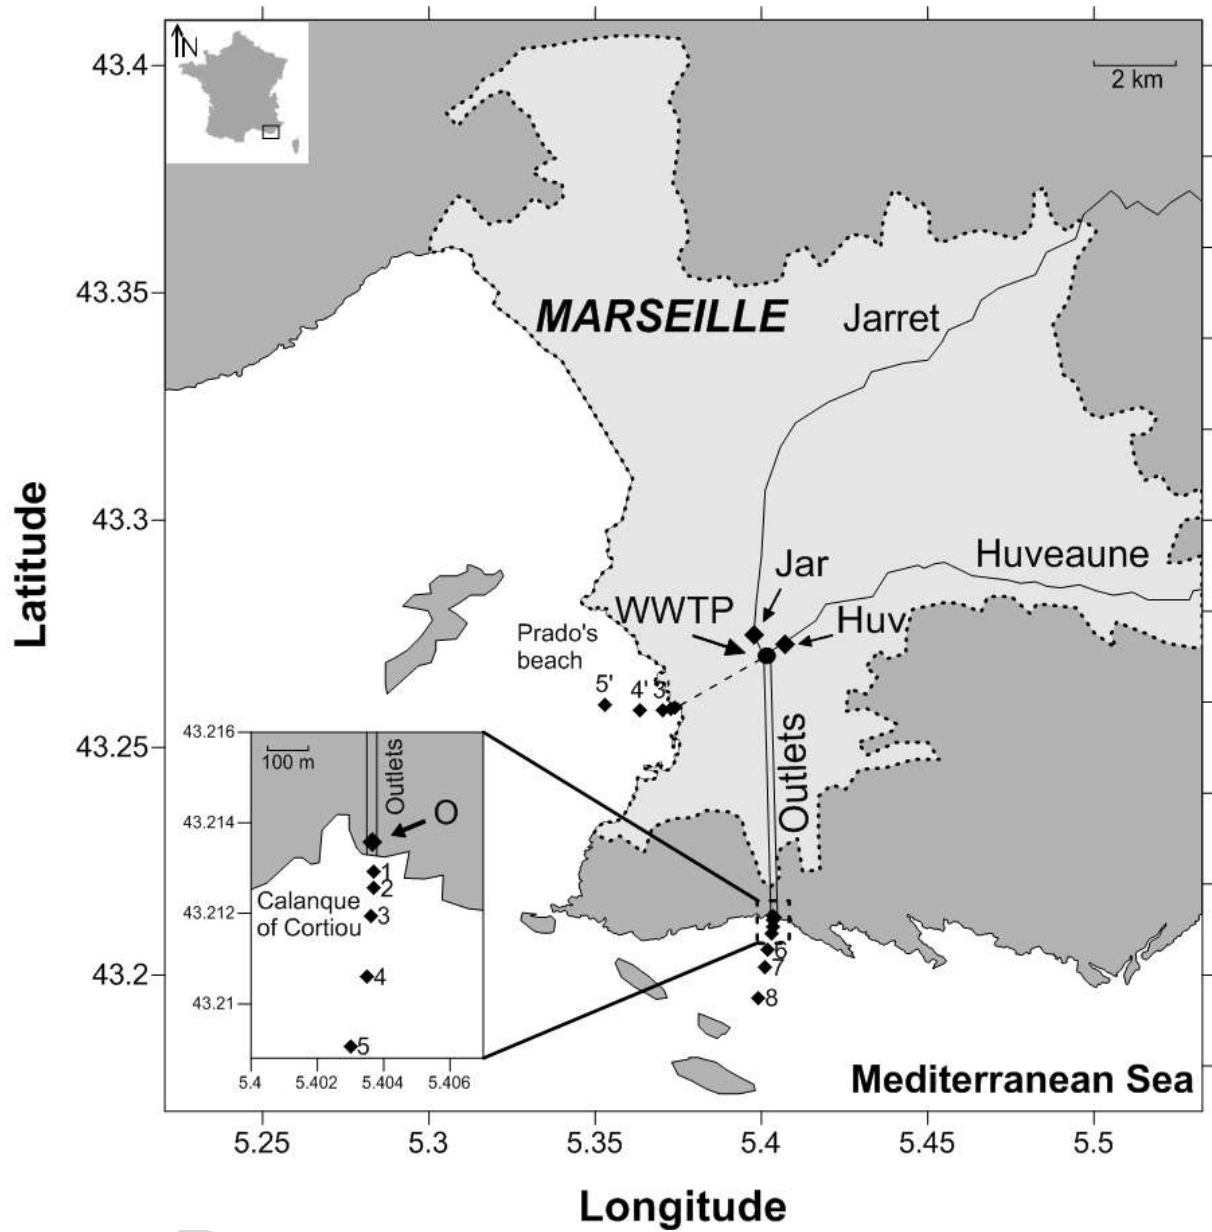 N
43.4
2 km
43.35
MARSEILLE
Jarret
43.3
Huveaune
Jar
WWTP
Huv
Prado's
beach
5' 4' 3'
Latitude
43.25
Outlets
43.216
100 m
Outlets
O
43.214
1
2
43.212
Calanque
of Cortiou
3
4
43.21
5
5.4 5.402 5.404 5.406
6
7
8
43.2
Mediterranean Sea
5.25 5.3 5.35 5.4 5.45 5.5
Longitude